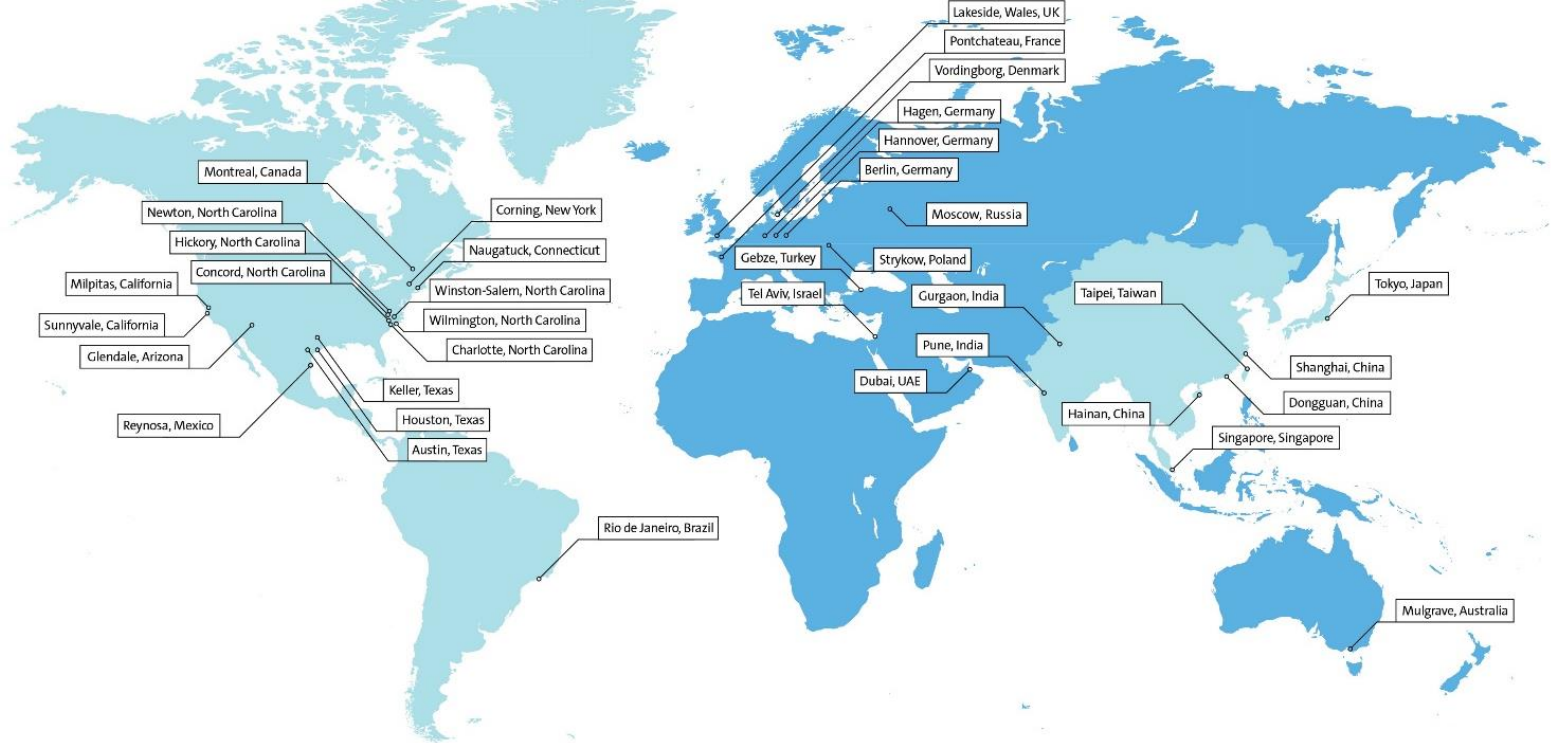 Lakeside, Wales, UK
Pontchateau, France
Vordingborg, Denmark
Hagen, Germany
Hannover, Germany
Berlin, Germany
Montreal, Canada
Newton, North Carolina
Corning, New York
Moscow, Russia
Hickory, North Carolina
Naugatuck, Connecticut
Concord, North Carolina
Gebze, Turkey
Strykow, Poland
Milpitas, California
Winston-Salem, North Carolina
Tel Aviv, Israel
Gurgaon, India
Taipei, Taiwan
Tokyo, Japan
Sunnyvale, California
Wilmington, North Carolina
Glendale, Arizona
Charlotte, North Carolina
Pune, India
Shanghai, China
Dubai, UAE
Keller, Texas
Dongguan, China
Hainan, China
Reynosa, Mexico
Houston, Texas
Singapore, Singapore
Austin, Texas
Rio de Janeiro, Brazil
Mulgrave, Australia